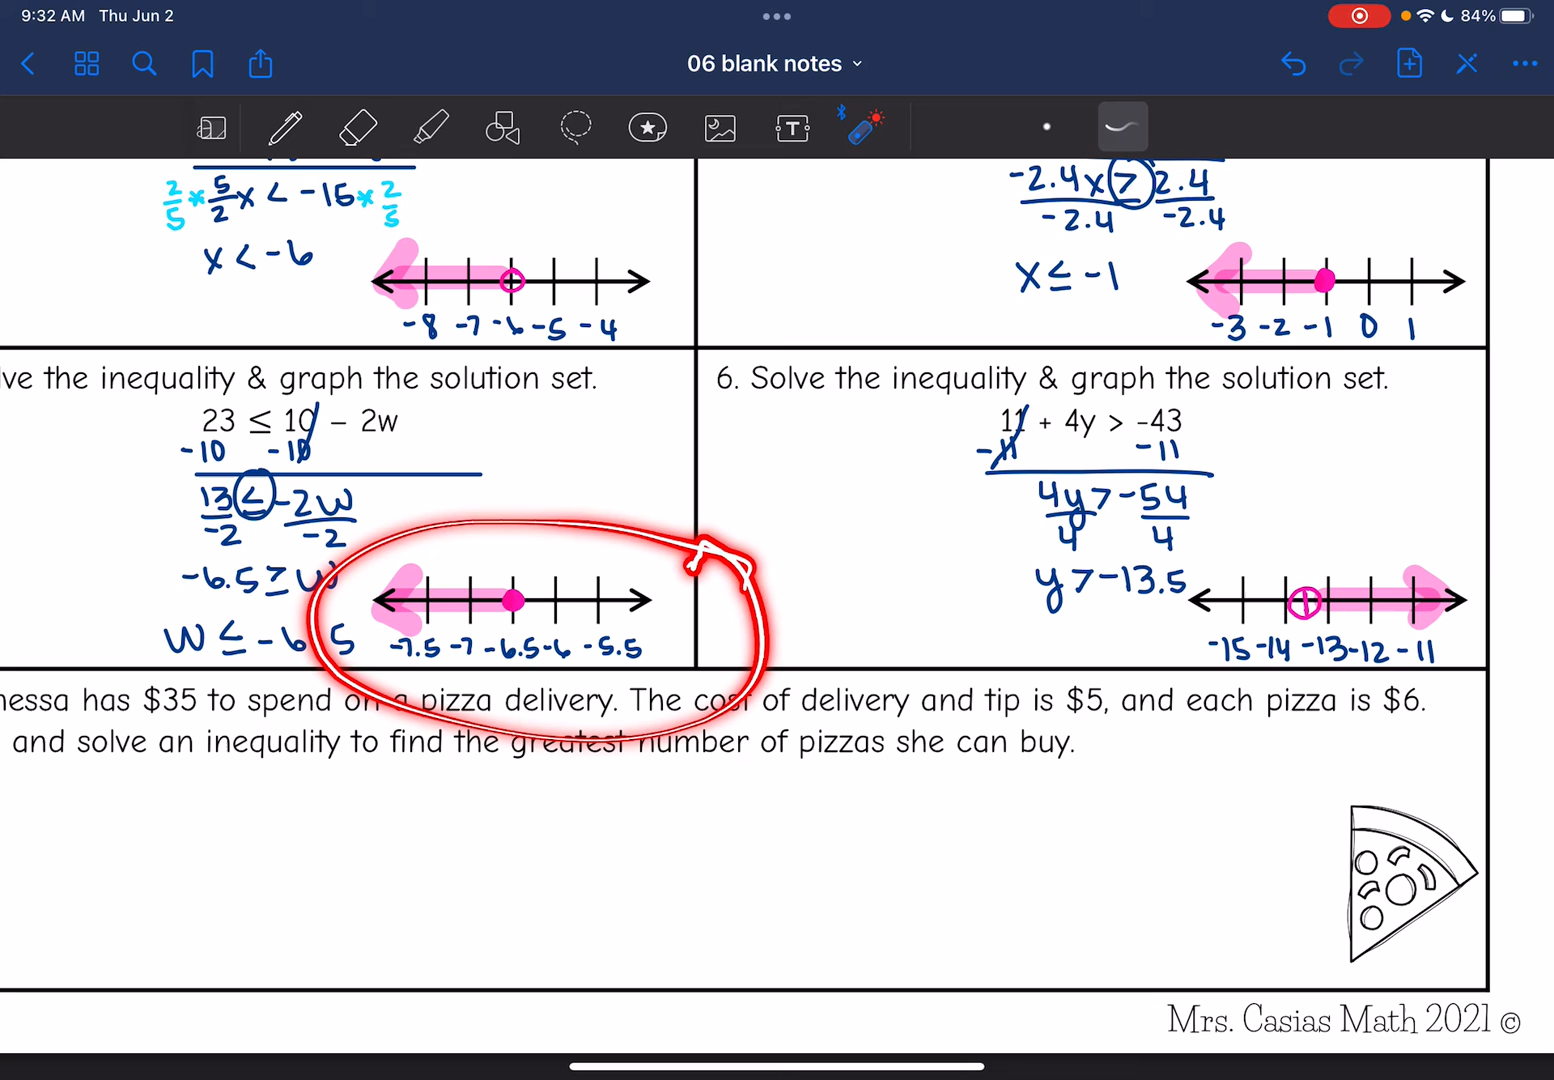 9:32 AM Thu Jun 2
84%
06 blank notes
T
2/5 * 5/2 x < -15 * 2/5
x < -6
-8 -7 -6 -5 -4
-2.4x > 2.4
-2.4 -2.4
x ≤ -1
-3 -2 -1 0 1
ve the inequality & graph the solution set.
23 ≤ 10 - 2w
-10 -10
13 ≤ -2w
-2 -2
-6.5 ≥ w
w ≤ -6.5
-7.5 -7 -6.5 -6 -5.5
6. Solve the inequality & graph the solution set.
11 + 4y > -43
-11 -11
4y > -54
4 4
y > -13.5
-15 -14 -13 -12 -11
nessa has $35 to spend on a pizza delivery. The cost of delivery and tip is $5, and each pizza is $6.
and solve an inequality to find the greatest number of pizzas she can buy.
Mrs. Casias Math 2021 ©